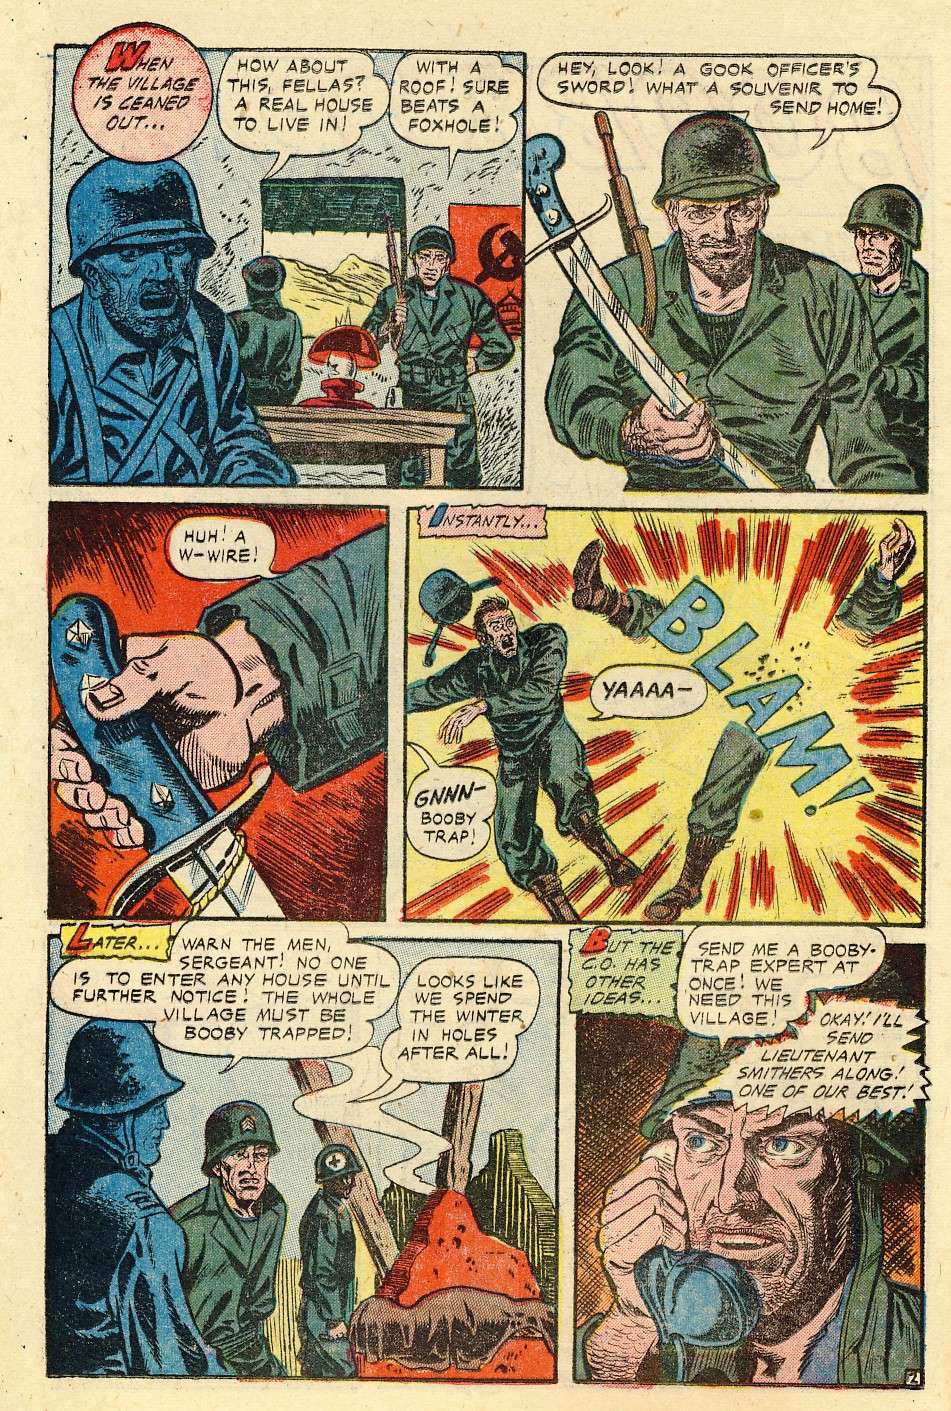 WHEN
THE VILLAGE
IS CEANED
OUT...
HOW ABOUT
THIS, FELLAS?
A REAL HOUSE
TO LIVE IN!
WITH A
ROOF! SURE
BEATS A
FOXHOLE!
HEY, LOOK! A GOOK OFFICER'S
SWORD! WHAT A SOUVENIR TO
SEND HOME!
HUH! A
W-WIRE!
INSTANTLY...
BLAM!
YAAAA-
GNNN-
BOOBY
TRAP!
LATER...
WARN THE MEN,
SERGEANT! NO ONE
IS TO ENTER ANY HOUSE UNTIL
FURTHER NOTICE! THE WHOLE
VILLAGE MUST BE
BOOBY TRAPPED!
LOOKS LIKE
WE SPEND
THE WINTER
IN HOLES
AFTER ALL!
BUT THE
C.O. HAS
OTHER
IDEAS...
SEND ME A BOOBY-
TRAP EXPERT AT
ONCE! WE
NEED THIS
VILLAGE!
OKAY! I'LL
SEND
LIEUTENANT
SMITHERS ALONG!
ONE OF OUR BEST!
2